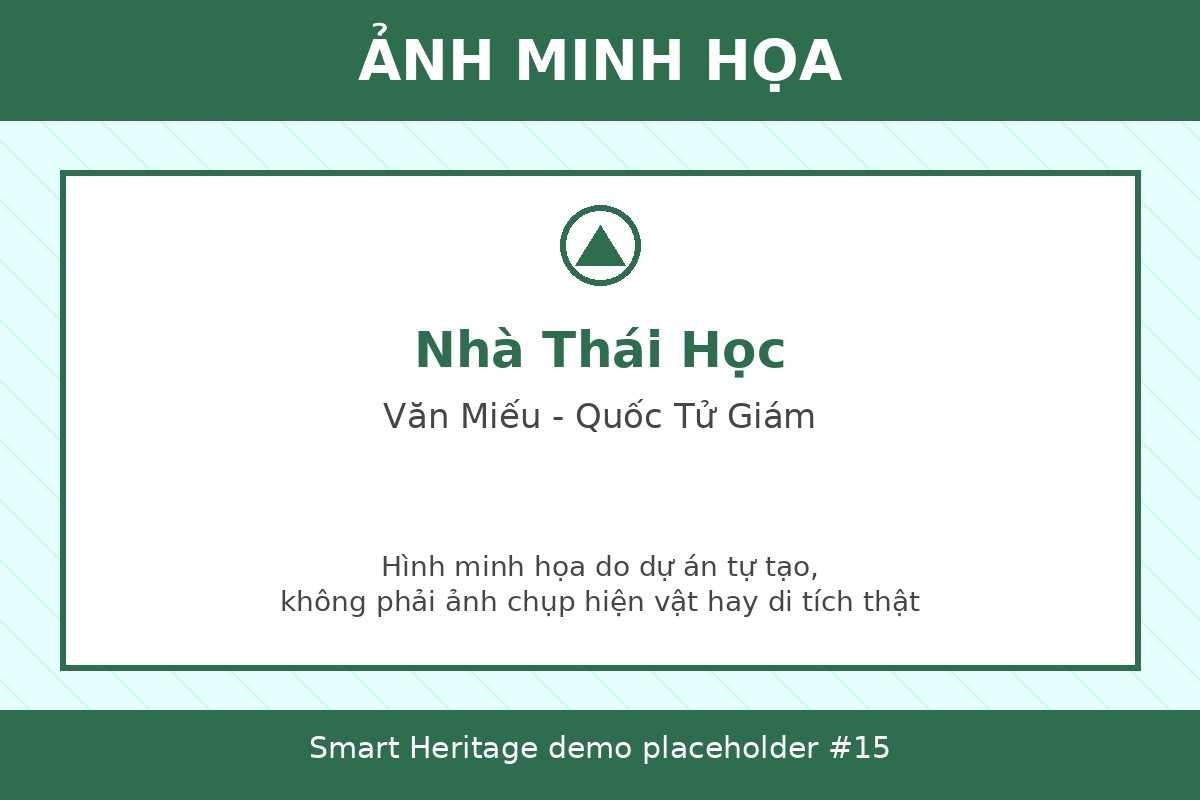 ẢNH MINH HỌA
Nhà Thái Học
Văn Miếu - Quốc Tử Giám
Hình minh họa do dự án tự tạo,
không phải ảnh chụp hiện vật hay di tích thật
Smart Heritage demo placeholder #15